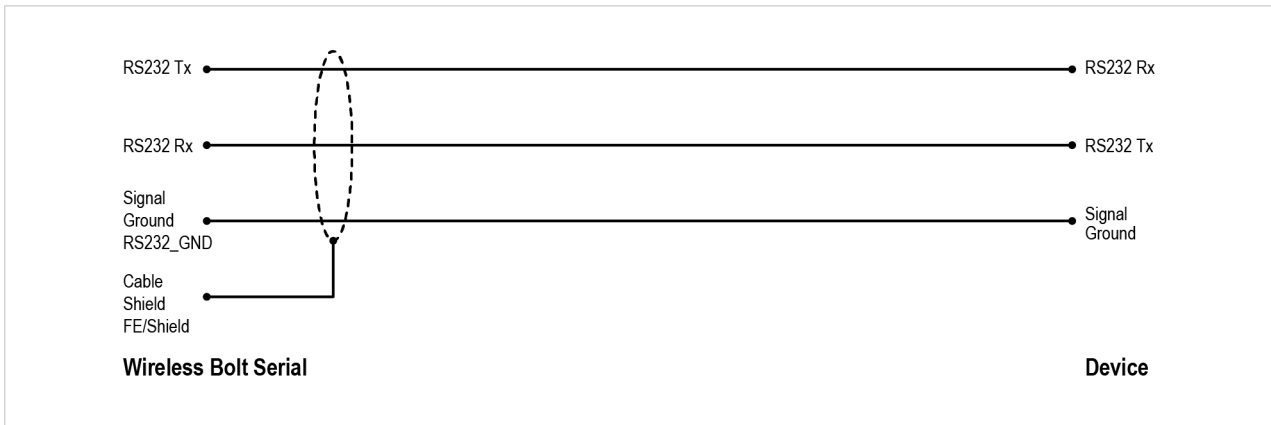 RS232 Tx
RS232 Rx
RS232 Rx
RS232 Tx
Signal
Ground
RS232_GND
Signal
Ground
Cable
Shield
FE/Shield
Wireless Bolt Serial
Device